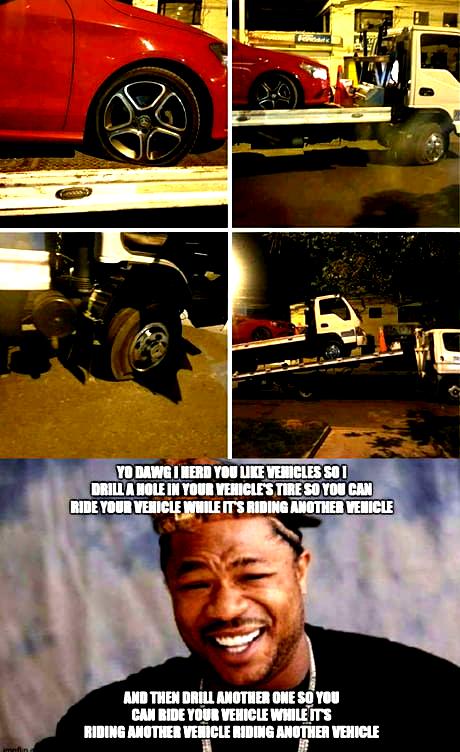 YO DAWG I HERD YOU LIKE VEHICLES SO I
DRILL A HOLE IN YOUR VEHICLE'S TIRE SO YOU CAN
RIDE YOUR VEHICLE WHILE IT'S RIDING ANOTHER VEHICLE
AND THEN DRILL ANOTHER ONE SO YOU
CAN RIDE YOUR VEHICLE WHILE IT'S
RIDING ANOTHER VEHICLE RIDING ANOTHER VEHICLE